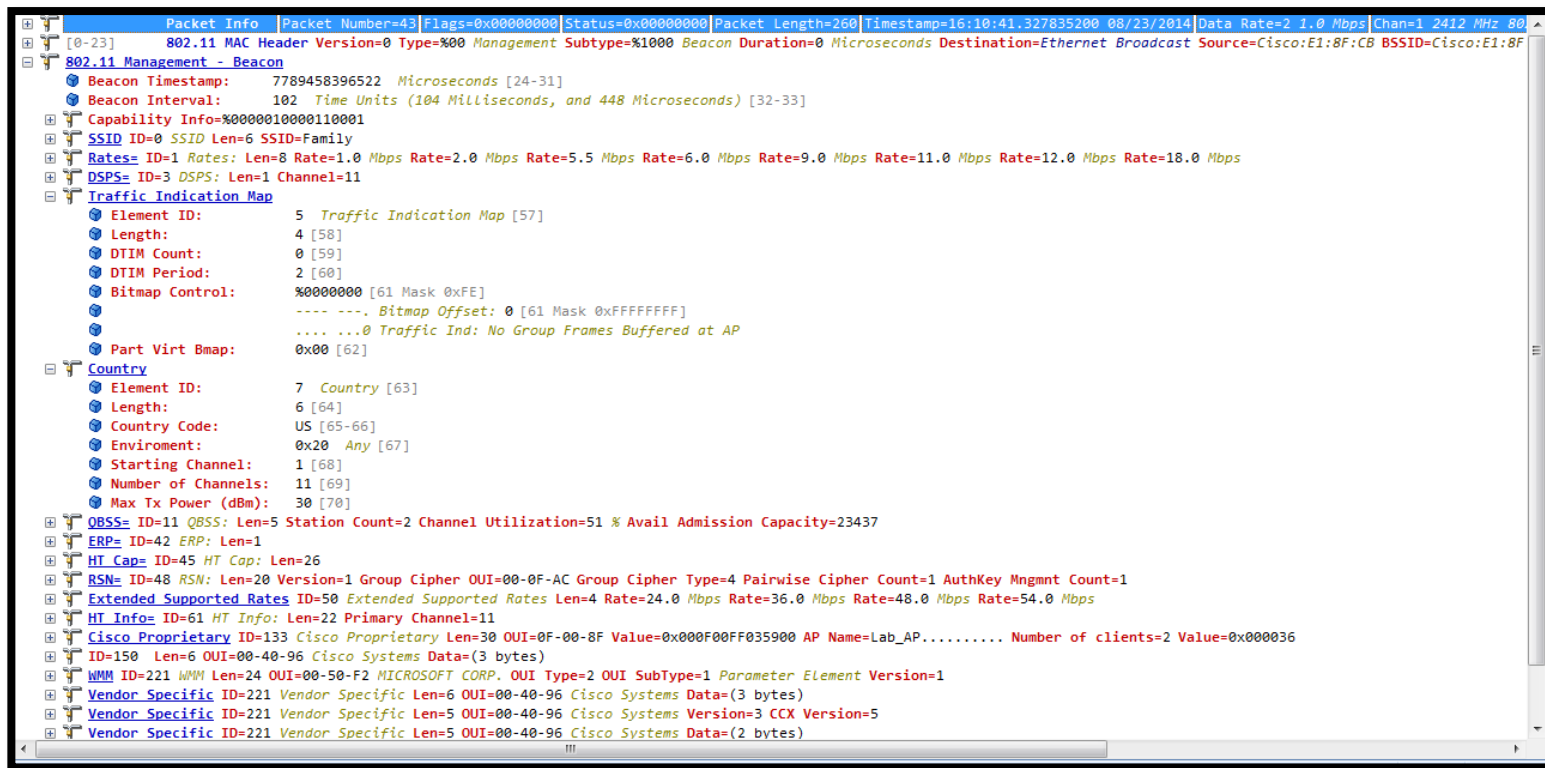 Packet Info Packet Number=43 Flags=0x00000000 Status=0x00000000 Packet Length=260 Timestamp=16:10:41.327835200 08/23/2014 Data Rate=2 1.0 Mbps Chan=1 2412 MHz 80
[0-23] 802.11 MAC Header Version=0 Type=%00 Management Subtype=%1000 Beacon Duration=0 Microseconds Destination=Ethernet Broadcast Source=Cisco:E1:8F:CB BSSID=Cisco:E1:8F
802.11 Management - Beacon
Beacon Timestamp: 7789458396522 Microseconds [24-31]
Beacon Interval: 102 Time Units (104 Milliseconds, and 448 Microseconds) [32-33]
Capability Info=%0000010000110001
SSID ID=0 SSID Len=6 SSID=Family
Rates= ID=1 Rates: Len=8 Rate=1.0 Mbps Rate=2.0 Mbps Rate=5.5 Mbps Rate=6.0 Mbps Rate=9.0 Mbps Rate=11.0 Mbps Rate=12.0 Mbps Rate=18.0 Mbps
DSPS= ID=3 DSPS: Len=1 Channel=11
Traffic Indication Map
Element ID: 5 Traffic Indication Map [57]
Length: 4 [58]
DTIM Count: 0 [59]
DTIM Period: 2 [60]
Bitmap Control: %0000000 [61 Mask 0xFE]
---- ---. Bitmap Offset: 0 [61 Mask 0xFFFFFFFF]
.... ...0 Traffic Ind: No Group Frames Buffered at AP
Part Virt Bmap: 0x00 [62]
Country
Element ID: 7 Country [63]
Length: 6 [64]
Country Code: US [65-66]
Enviroment: 0x20 Any [67]
Starting Channel: 1 [68]
Number of Channels: 11 [69]
Max Tx Power (dBm): 30 [70]
QBSS= ID=11 QBSS: Len=5 Station Count=2 Channel Utilization=51 % Avail Admission Capacity=23437
ERP= ID=42 ERP: Len=1
HT Cap= ID=45 HT Cap: Len=26
RSN= ID=48 RSN: Len=20 Version=1 Group Cipher OUI=00-0F-AC Group Cipher Type=4 Pairwise Cipher Count=1 AuthKey Mngmnt Count=1
Extended Supported Rates ID=50 Extended Supported Rates Len=4 Rate=24.0 Mbps Rate=36.0 Mbps Rate=48.0 Mbps Rate=54.0 Mbps
HT Info= ID=61 HT Info: Len=22 Primary Channel=11
Cisco Proprietary ID=133 Cisco Proprietary Len=30 OUI=0F-00-8F Value=0x000F00FF035900 AP Name=Lab_AP.......... Number of clients=2 Value=0x000036
ID=150 Len=6 OUI=00-40-96 Cisco Systems Data=(3 bytes)
WMM ID=221 WMM Len=24 OUI=00-50-F2 MICROSOFT CORP. OUI Type=2 OUI SubType=1 Parameter Element Version=1
Vendor Specific ID=221 Vendor Specific Len=6 OUI=00-40-96 Cisco Systems Data=(3 bytes)
Vendor Specific ID=221 Vendor Specific Len=5 OUI=00-40-96 Cisco Systems Version=3 CCX Version=5
Vendor Specific ID=221 Vendor Specific Len=5 OUI=00-40-96 Cisco Systems Data=(2 bytes)